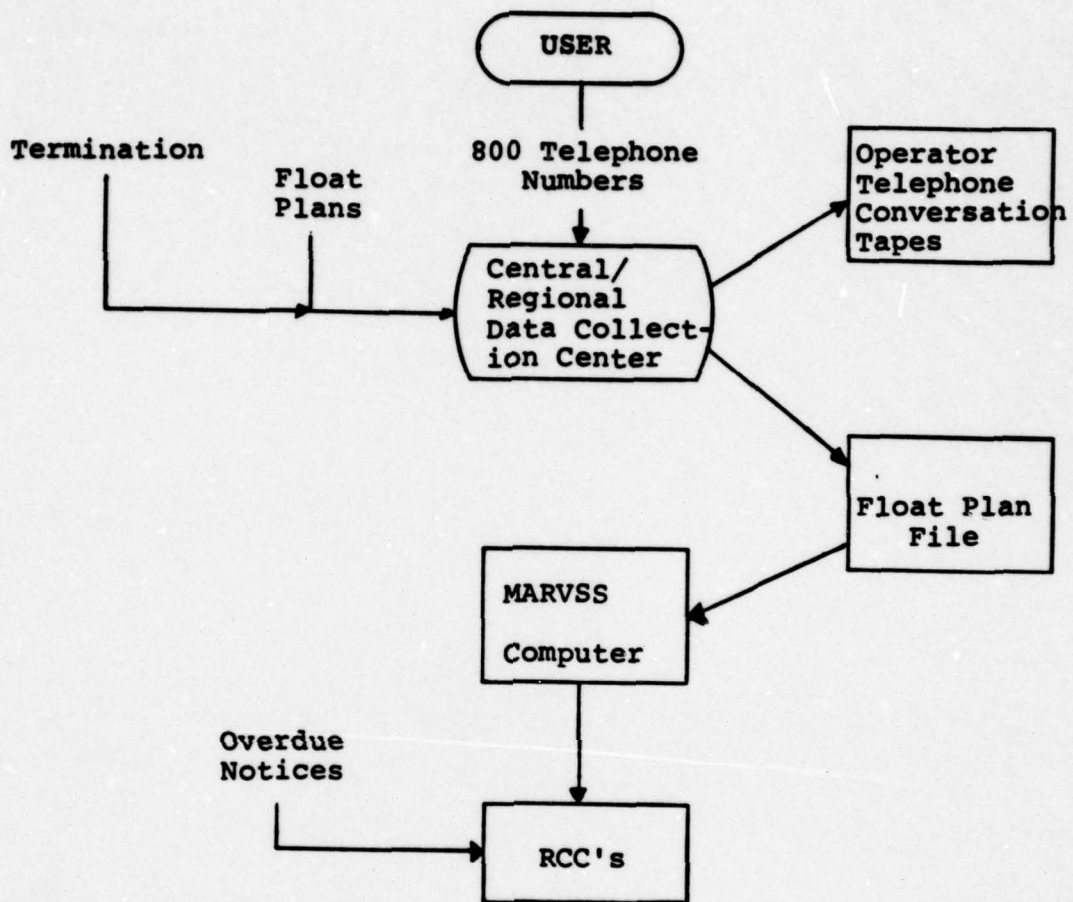 USER
Termination
Float
Plans
800 Telephone
Numbers
Operator
Telephone
Conversation
Tapes
Central/
Regional
Data Collect-
ion Center
Float Plan
File
MARVSS
Computer
Overdue
Notices
RCC's